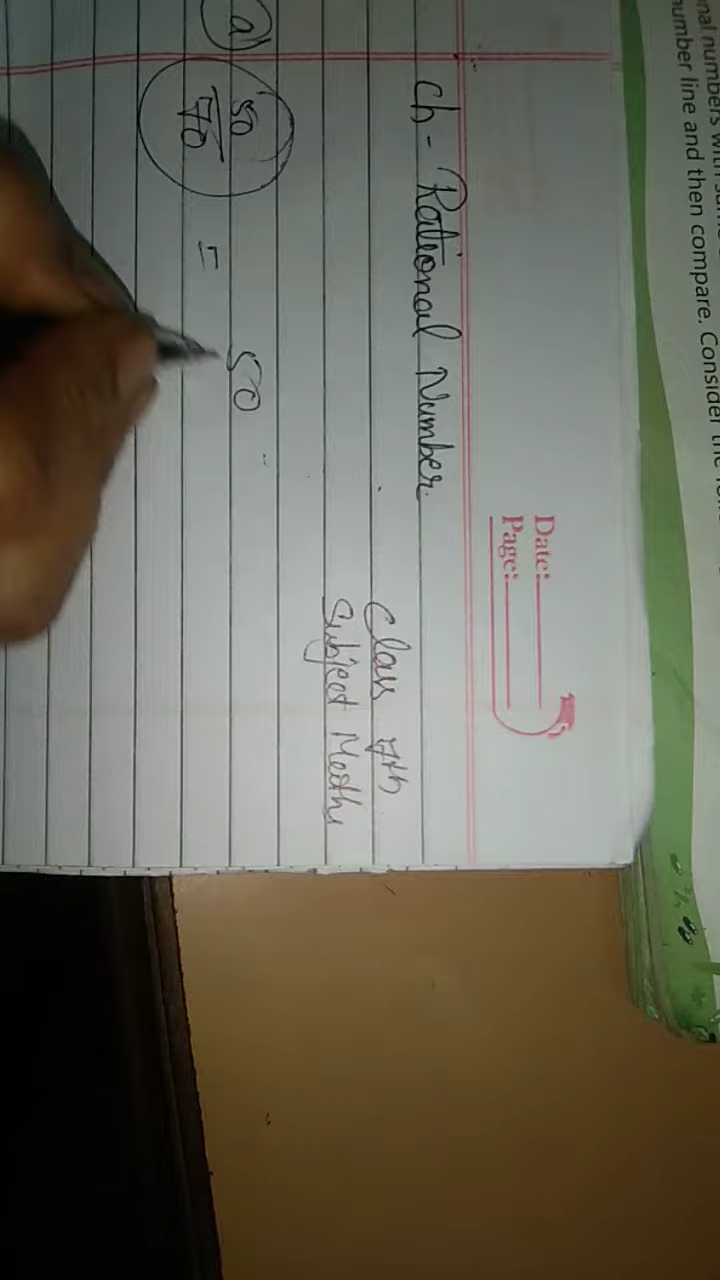 nal numbers with
number line and then compare. Consider the
Date:
Page:
Ch- Rational Number.
Class 7th
Subject Maths
a) 50/70 = 50